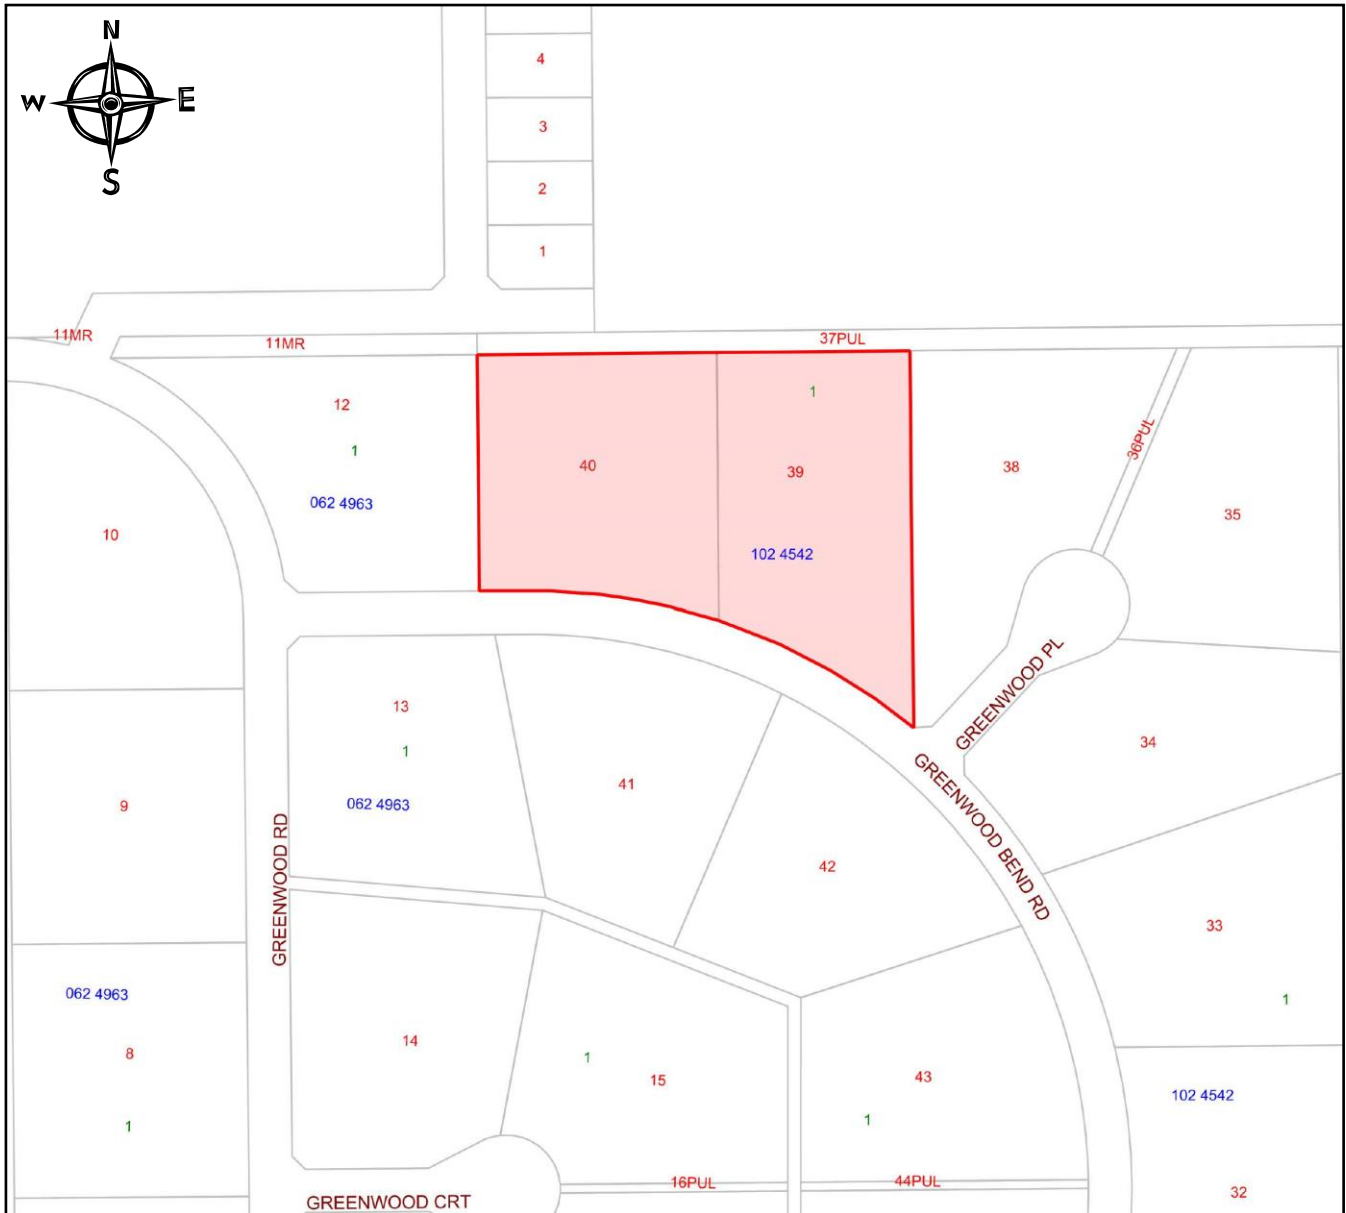 N
W E
S
4
3
2
1
11MR
11MR
37PUL
12
1
062 4963
40
1
39
102 4542
38
36PUL
35
10
GREENWOOD PL
34
13
1
062 4963
41
42
GREENWOOD BEND RD
9
GREENWOOD RD
33
1
062 4963
8
1
14
1
15
43
1
102 4542
16PUL
44PUL
32
GREENWOOD CRT